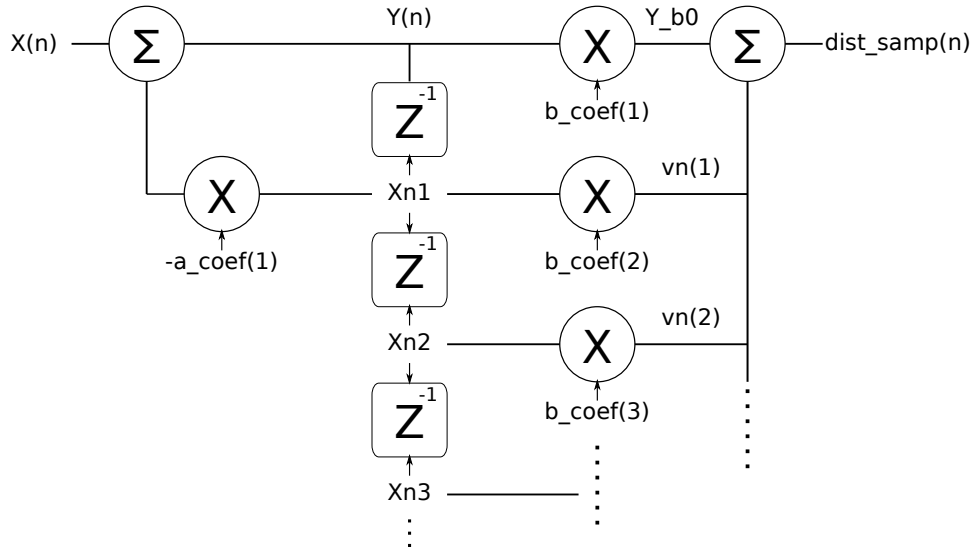 X(n)
Σ
Y(n)
X
Y_b0
Σ
dist_samp(n)
Z-1
b_coef(1)
X
Xn1
X
vn(1)
-a_coef(1)
Z-1
b_coef(2)
Xn2
X
vn(2)
Z-1
b_coef(3)
Xn3